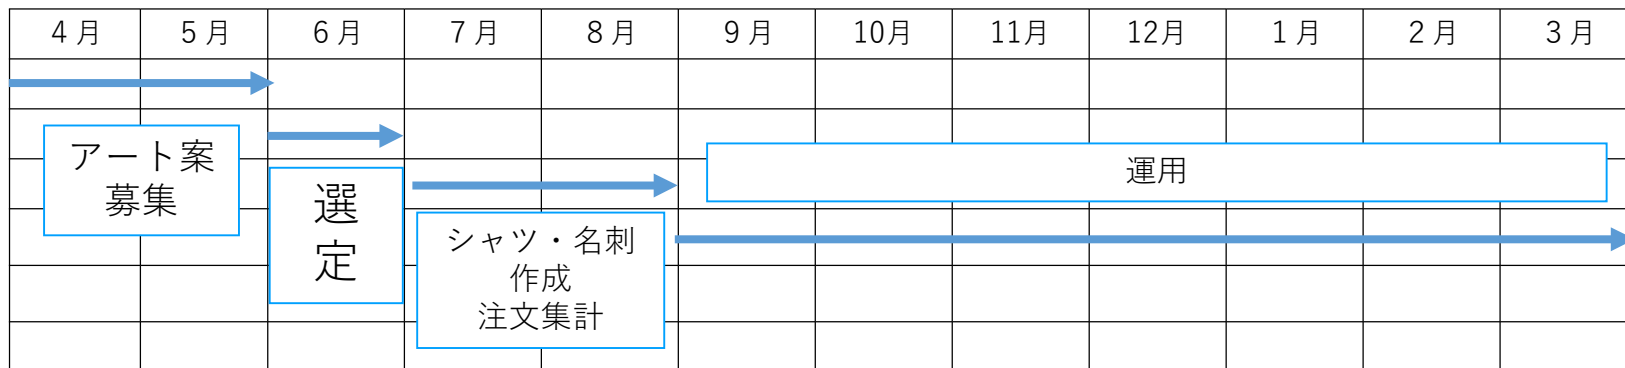 4月 5月 6月 7月 8月 9月 10月 11月 12月 1月 2月 3月
アート案
募集
選
定
シャツ・名刺
作成
注文集計
運用